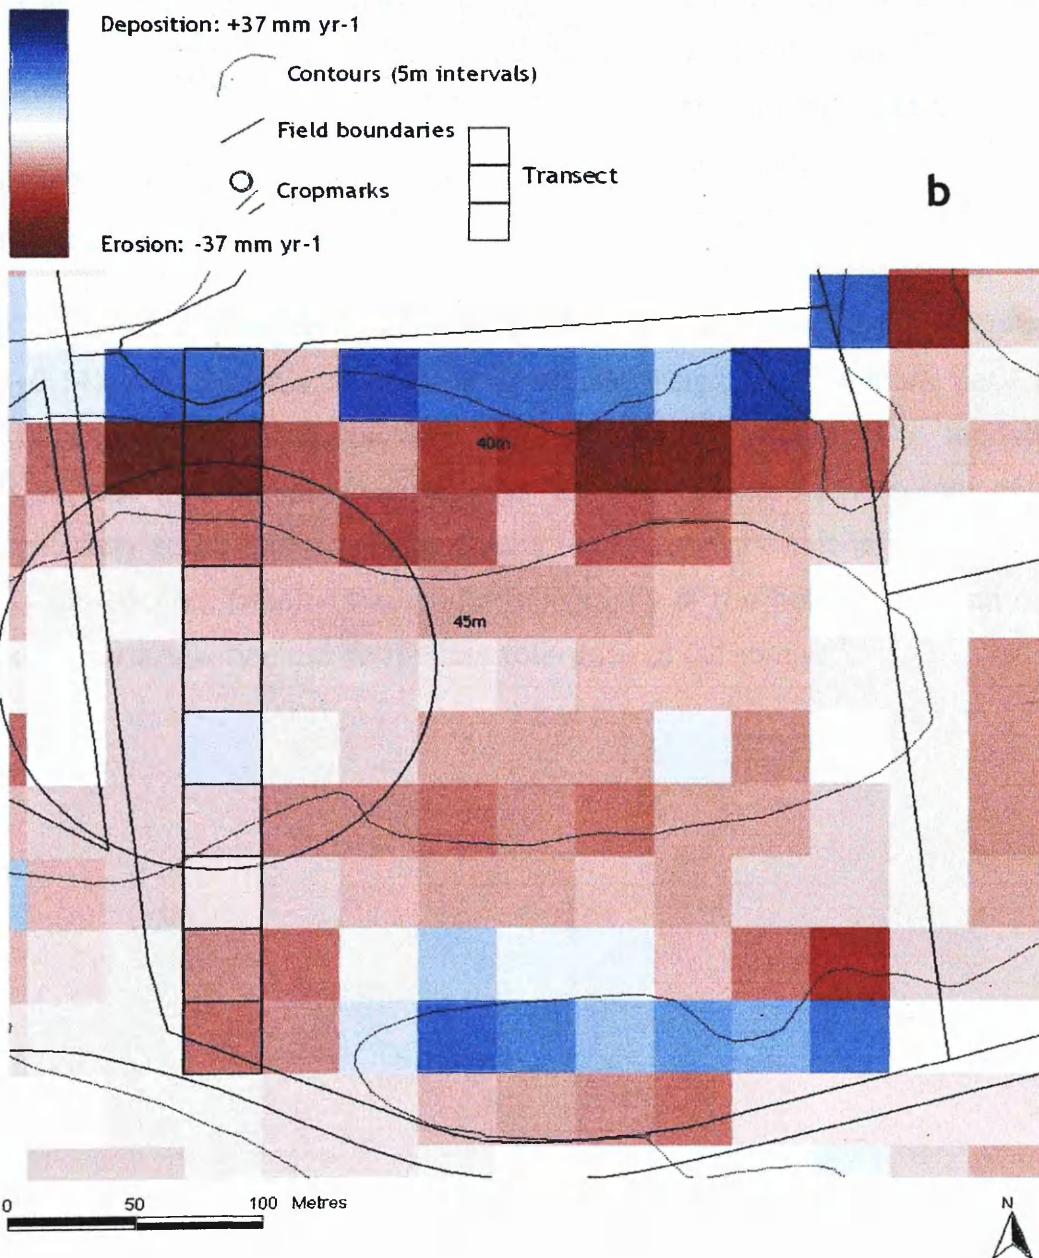 Deposition: +37 mm yr-1
Contours (5m intervals)
Field boundaries
Transect
Cropmarks
b
Erosion: -37 mm yr-1
40m
45m
0 50 100 Metres
N